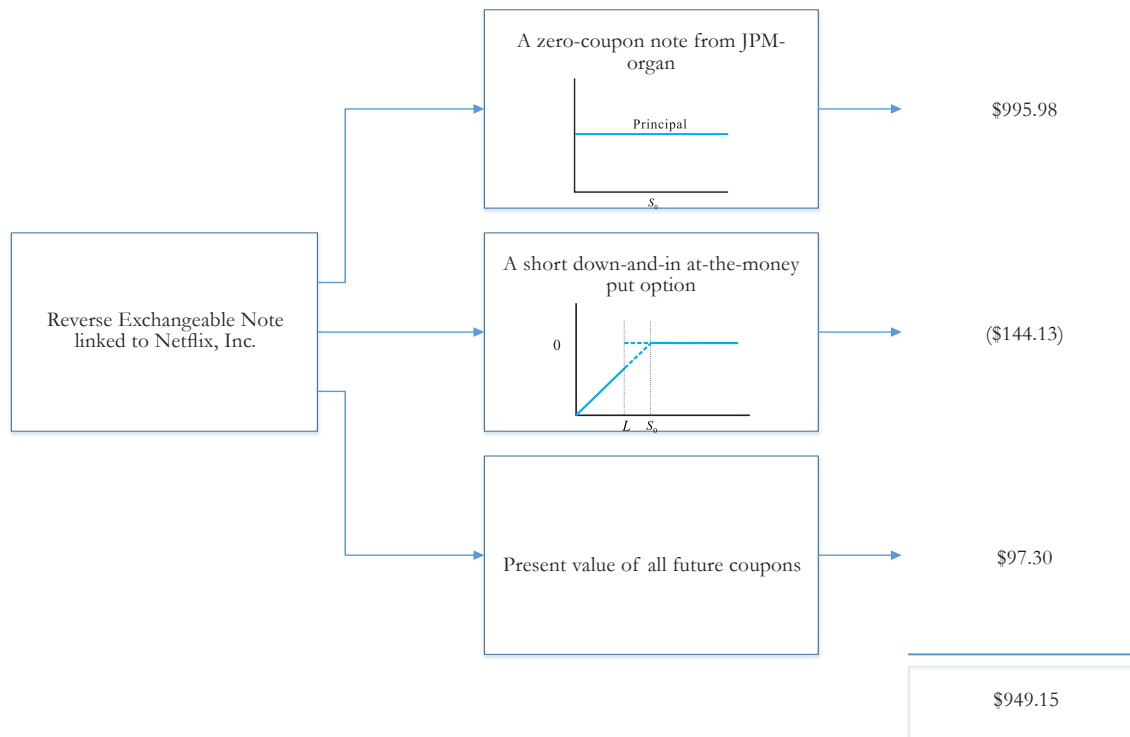 A zero-coupon note from JPM-
organ
Principal
S₀
$995.98
Reverse Exchangeable Note
linked to Netflix, Inc.
A short down-and-in at-the-money
put option
0
L S₀
($144.13)
Present value of all future coupons
$97.30
$949.15